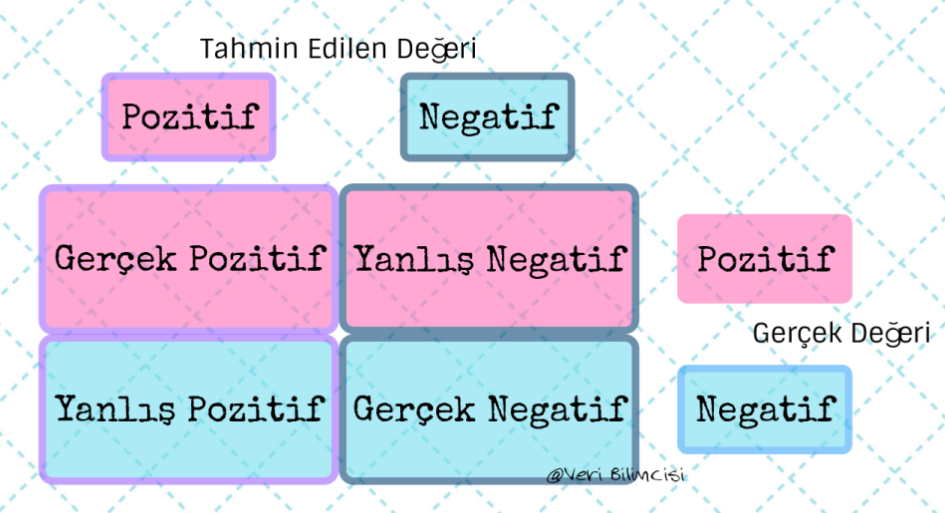 Tahmin Edilen Değeri
Pozitif Negatif
Gerçek Pozitif Yanlış Negatif Pozitif
Gerçek Değeri
Yanlış Pozitif Gerçek Negatif Negatif
@Veri Bilimcisi